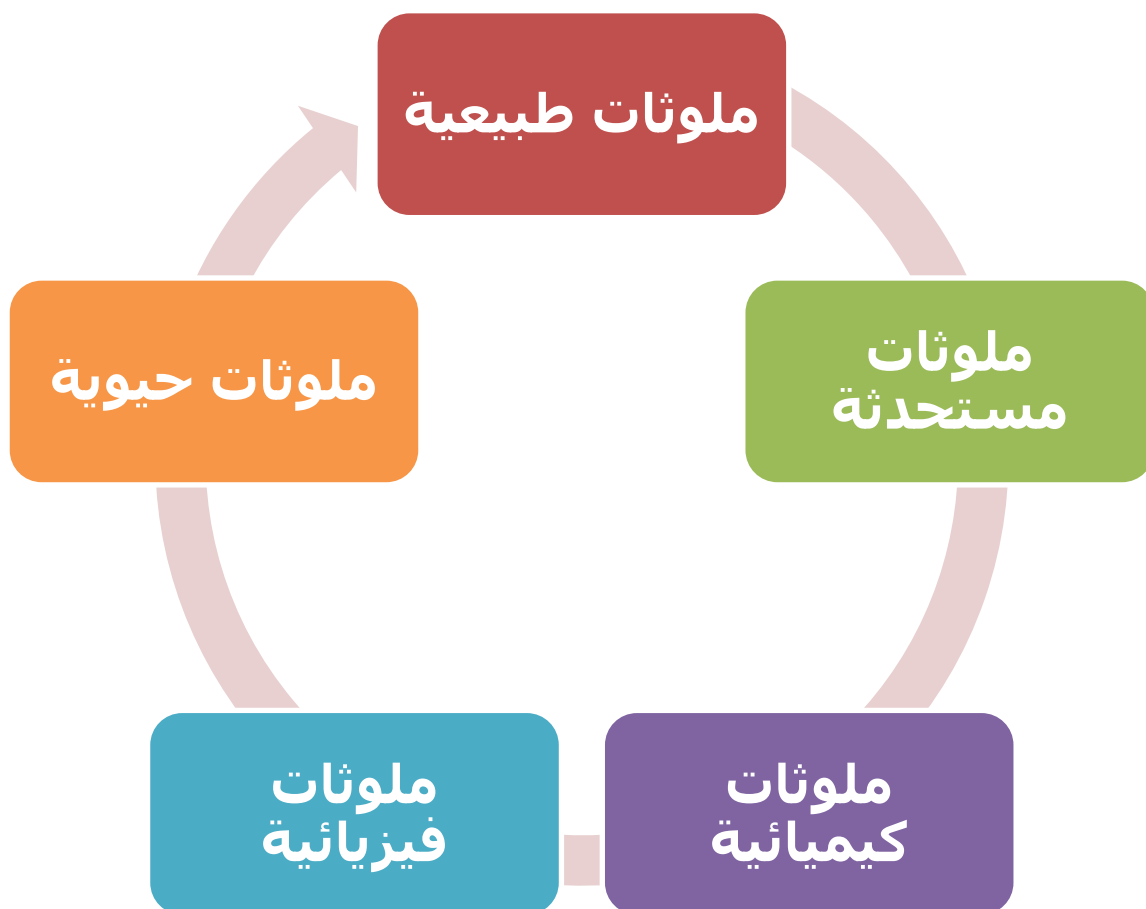 ملوثات طبيعية
ملوثات
مستحدثة
ملوثات
كيميائية
ملوثات
فيزيائية
ملوثات حيوية